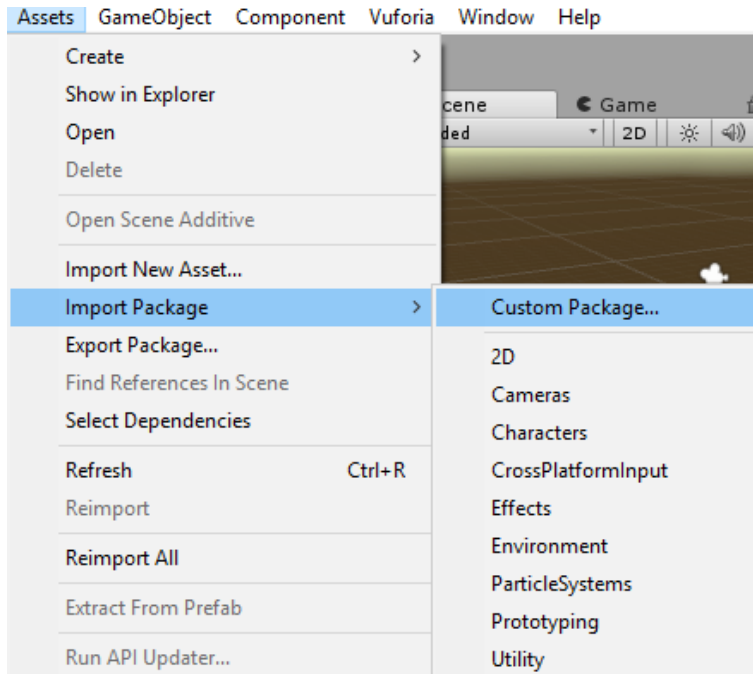 Assets GameObject Component Vuforia Window Help
Create
Show in Explorer
Open
Delete
Open Scene Additive
Import New Asset...
Import Package
Export Package...
Find References In Scene
Select Dependencies
Refresh Ctrl+R
Reimport
Reimport All
Extract From Prefab
Run API Updater...
cene Game
ded 2D
Custom Package...
2D
Cameras
Characters
CrossPlatformInput
Effects
Environment
ParticleSystems
Prototyping
Utility